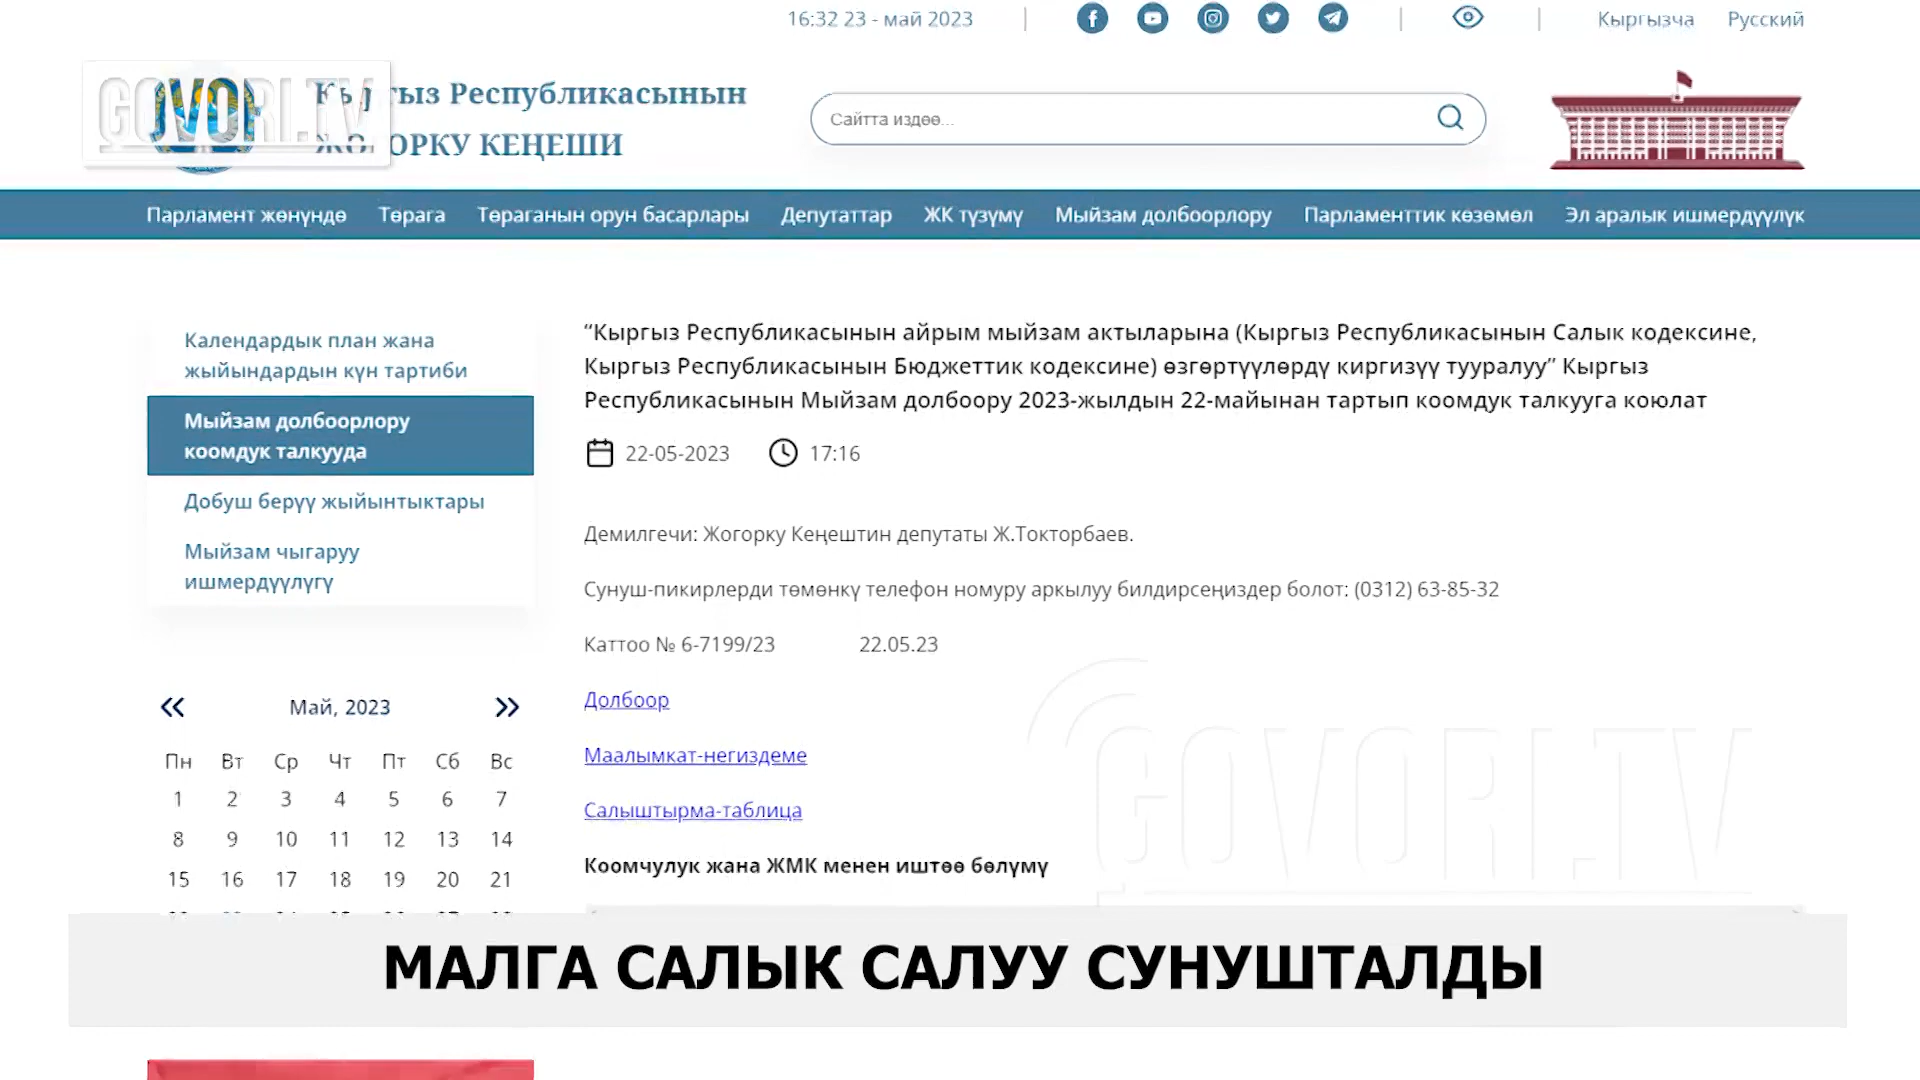 16:32 23 - май 2023
Кыргызча Русский
GOVORI.TV
Кыргыз Республикасынын
ЖОГОРКУ КЕҢЕШИ
Сайтта издөө...
Парламент жөнүндө Төрага Төраганын орун басарлары Депутаттар ЖК түзүмү Мыйзам долбоорлору Парламенттик көзөмөл Эл аралык ишмердүүлүк
Календардык план жана
жыйындардын күн тартиби
Мыйзам долбоорлору
коомдук талкууда
Добуш берүү жыйынтыктары
Мыйзам чыгаруу
ишмердүүлүгү
“Кыргыз Республикасынын айрым мыйзам актыларына (Кыргыз Республикасынын Салык кодексине,
Кыргыз Республикасынын Бюджеттик кодексине) өзгөртүүлөрдү киргизүү тууралуу” Кыргыз
Республикасынын Мыйзам долбоору 2023-жылдын 22-майынан тартып коомдук талкууга коюлат
22-05-2023 17:16
Демилгечи: Жогорку Кеңештин депутаты Ж.Токторбаев.
Сунуш-пикирлерди төмөнкү телефон номуру аркылуу билдирсеңиздер болот: (0312) 63-85-32
Каттоо № 6-7199/23 22.05.23
Долбоор
Маалымкат-негиздеме
Салыштырма-таблица
Коомчулук жана ЖМК менен иштөө бөлүмү
Май, 2023
Пн Вт Ср Чт Пт Сб Вс
1 2 3 4 5 6 7
8 9 10 11 12 13 14
15 16 17 18 19 20 21
GOVORI.TV
МАЛГА САЛЫК САЛУУ СУНУШТАЛДЫ